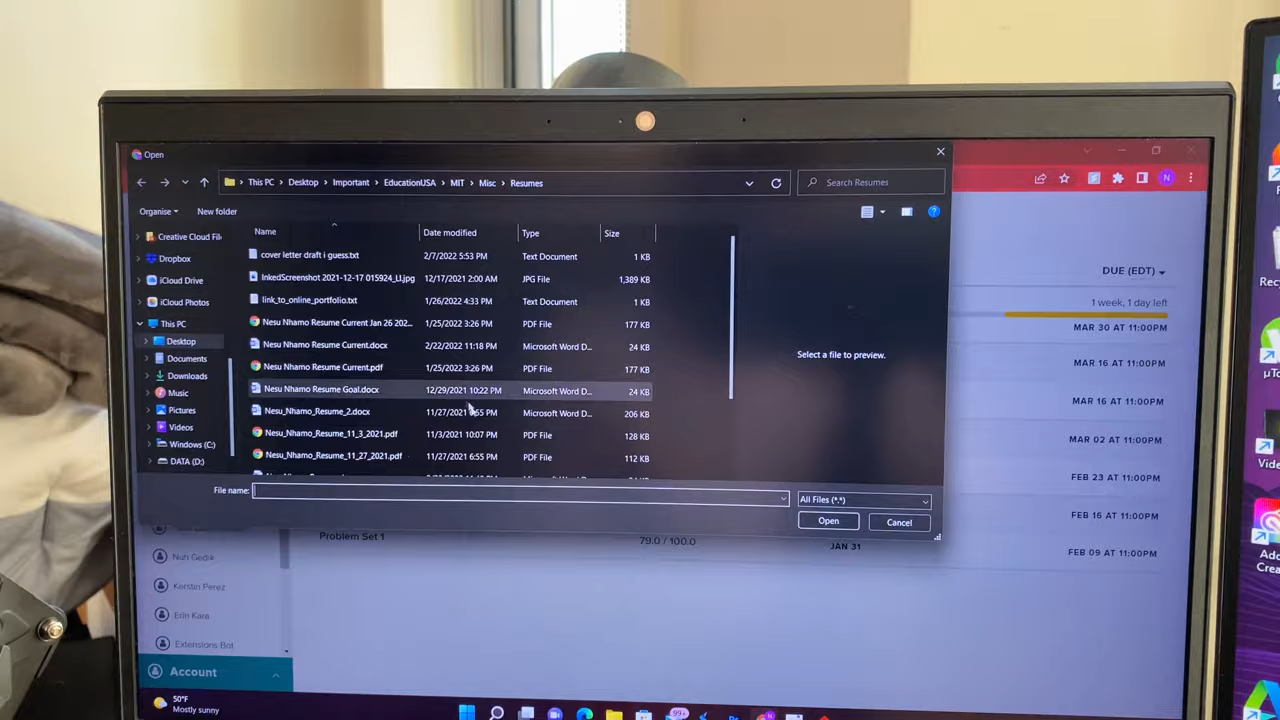 Open
This PC > Desktop > Important > EducationUSA > MIT > Misc > Resumes
Search Resumes
Organise
New folder
Name
Date modified
Type
Size
Creative Cloud Fil
Dropbox
iCloud Drive
iCloud Photos
This PC
Desktop
Documents
Downloads
Music
Pictures
Videos
Windows (C:)
DATA (D:)
cover letter draft i guess.txt 2/7/2022 5:53 PM Text Document 1 KB
InkedScreenshot 2021-12-17 015924_LI.jpg 12/17/2021 2:00 AM JPG File 1,389 KB
link_to_online_portfolio.txt 1/26/2022 4:33 PM Text Document 1 KB
Nesu Nhamo Resume Current Jan 26 202... 1/25/2022 3:26 PM PDF File 177 KB
Nesu Nhamo Resume Current.docx 2/22/2022 11:18 PM Microsoft Word D... 24 KB
Nesu Nhamo Resume Current.pdf 1/25/2022 3:26 PM PDF File 177 KB
Nesu Nhamo Resume Goal.docx 12/29/2021 10:22 PM Microsoft Word D... 24 KB
Nesu_Nhamo_Resume_2.docx 11/27/2021 PM Microsoft Word D... 206 KB
Nesu_Nhamo_Resume_11_3_2021.pdf 11/3/2021 10:07 PM PDF File 128 KB
Nesu_Nhamo_Resume_11_27_2021.pdf 11/27/2021 6:55 PM PDF File 112 KB
Select a file to preview.
File name:
All Files (*.*)
Open
Cancel
N
DUE (EDT)
1 week, 1 day left
MAR 30 AT 11:00PM
MAR 16 AT 11:00PM
MAR 16 AT 11:00PM
MAR 02 AT 11:00PM
FEB 23 AT 11:00PM
FEB 16 AT 11:00PM
Problem Set 1
79.0 / 100.0
JAN 31
FEB 09 AT 11:00PM
Nuh Gedik
Kerstin Perez
Erin Kara
Extensions Bot
Account
50°F
Mostly sunny
99+
Recy
µTo
Vide
Ado
Crea